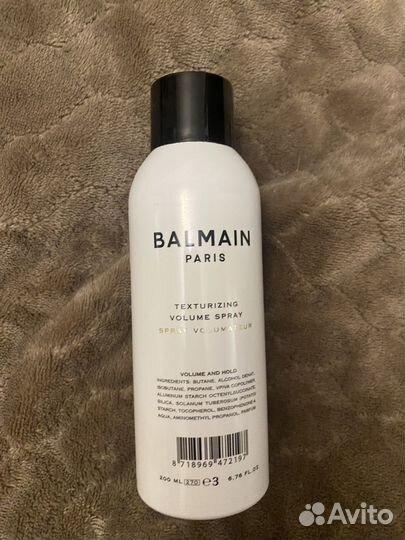 BALMAIN
PARIS
TEXTURIZING
VOLUME SPRAY
SPRAY VOLUMATEUR
VOLUME AND HOLD
INGREDIENTS: BUTANE, ALCOHOL DENAT,
ISOBUTANE, PROPANE, VP/VA COPOLYMER,
ALUMINUM STARCH OCTENYLSUCCINATE,
SILICA, SOLANUM TUBEROSUM (POTATO)
STARCH, TOCOPHEROL, BENZOPHENONE-4,
AQUA, AMINOMETHYL PROPANOL, PARFUM
8 718969 472197
200 ML 270 ℮3 6.76 FL.OZ
Avito